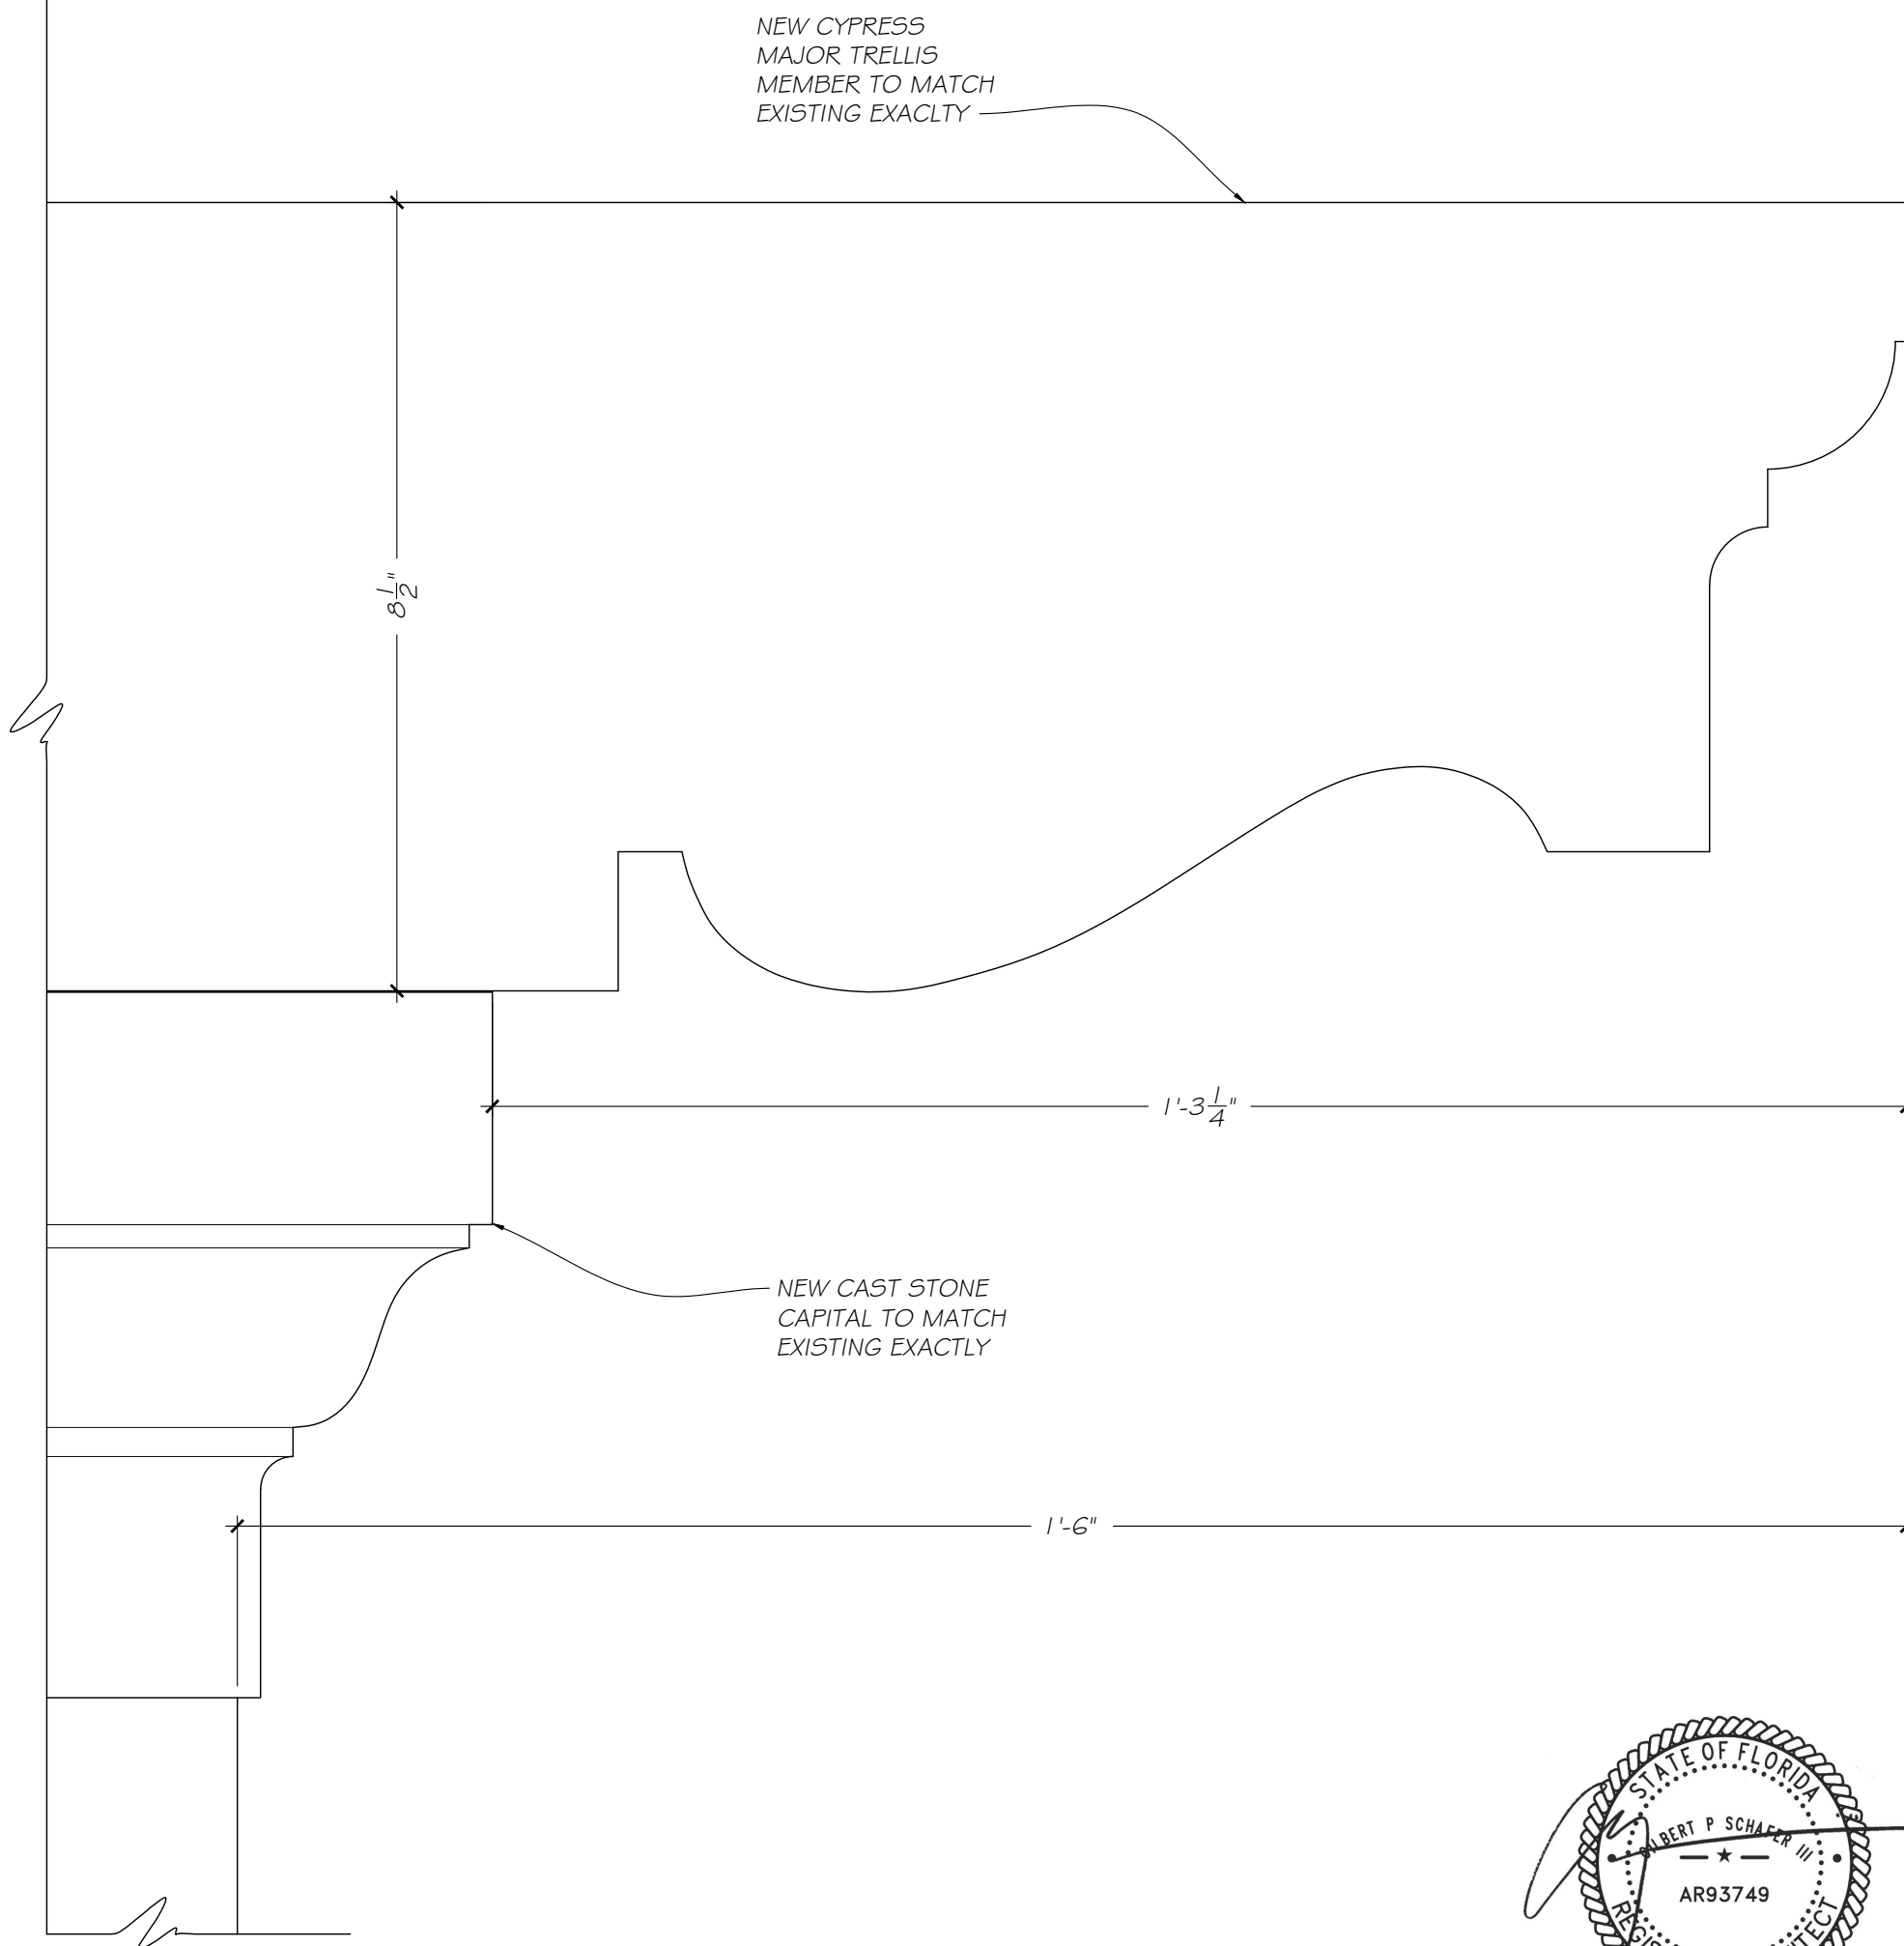 NEW CYPRESS
MAJOR TRELLIS
MEMBER TO MATCH
EXISTING EXACLTY
8 1/2"
1'-3 1/4"
NEW CAST STONE
CAPITAL TO MATCH
EXISTING EXACTLY
1'-6"
STATE OF FLORIDA
P SCHAFER III
AR93749